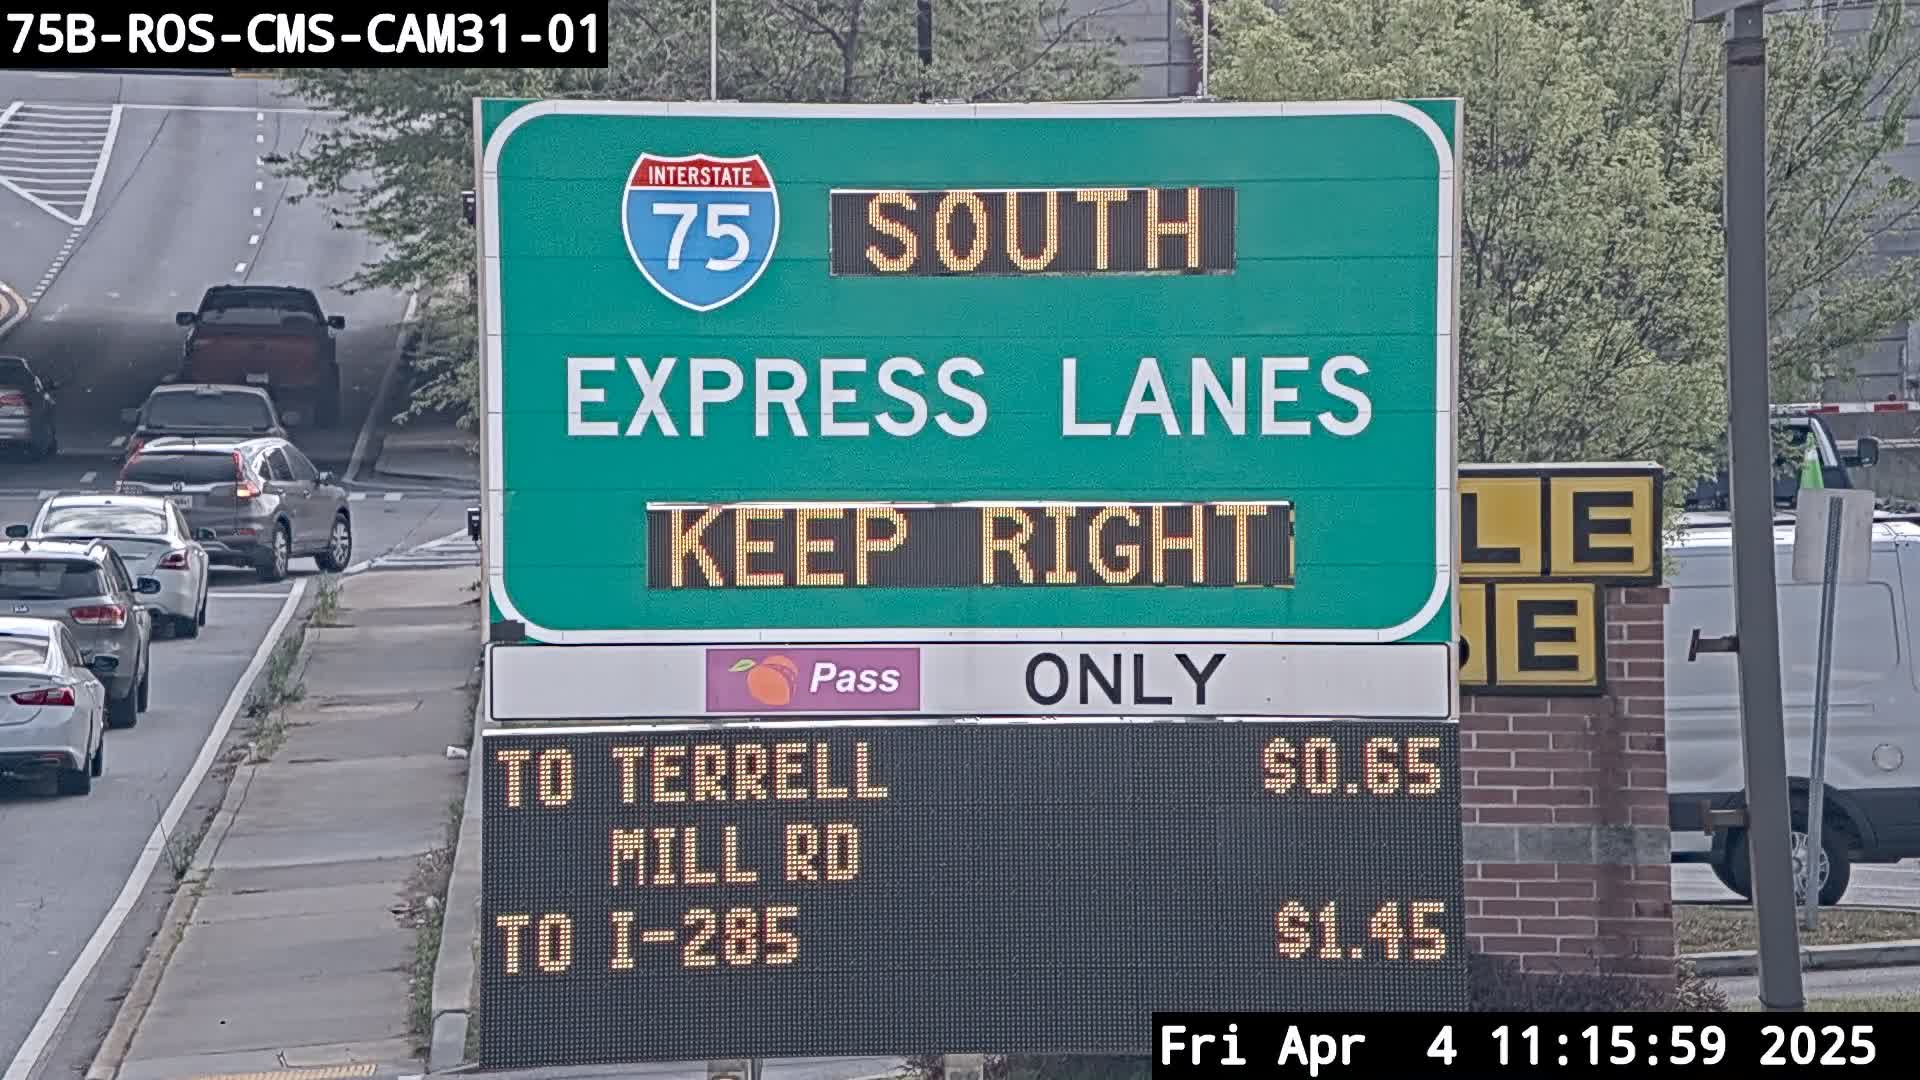 75B-ROS-CMS-CAM31-01
INTERSTATE
75
SOUTH
EXPRESS LANES
KEEP RIGHT
Pass ONLY
TO TERRELL $0.65
MILL RD
TO I-285 $1.45
LE
E
Fri Apr 4 11:15:59 2025